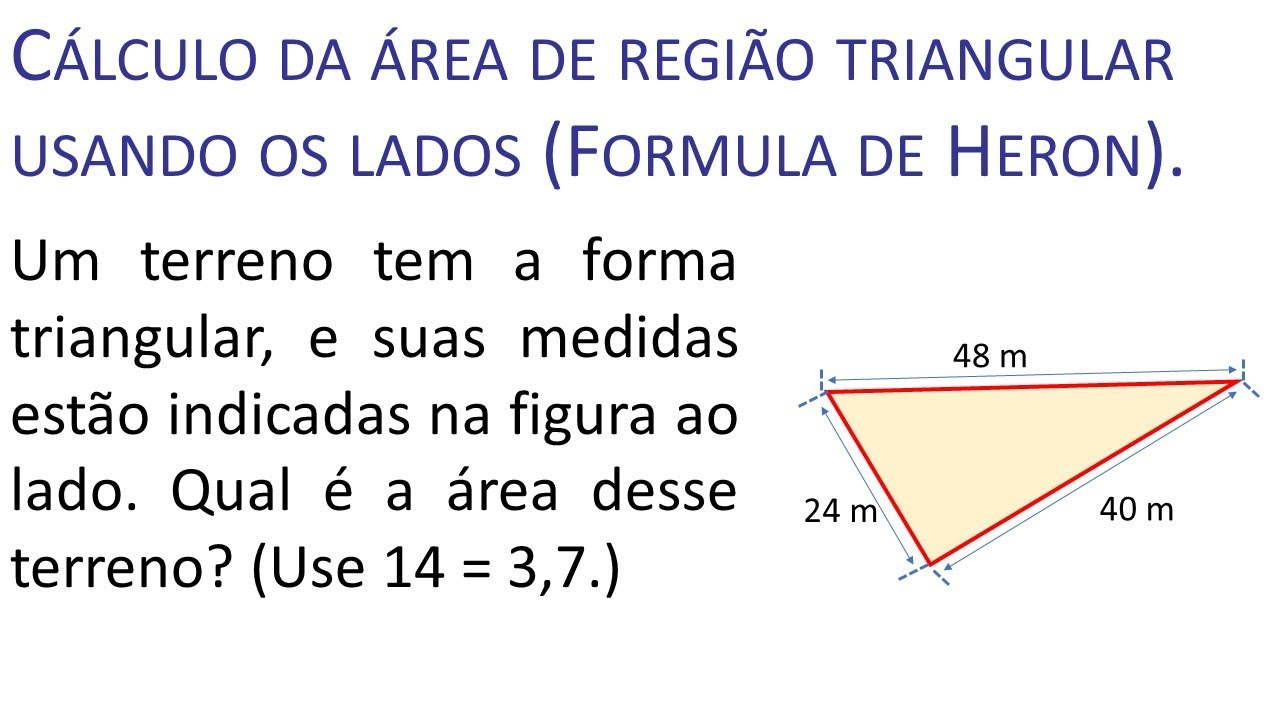 CÁLCULO DA ÁREA DE REGIÃO TRIANGULAR
USANDO OS LADOS (FORMULA DE HERON).
Um terreno tem a forma
triangular, e suas medidas
estão indicadas na figura ao
lado. Qual é a área desse
terreno? (Use 14 = 3,7.)
48 m
24 m
40 m